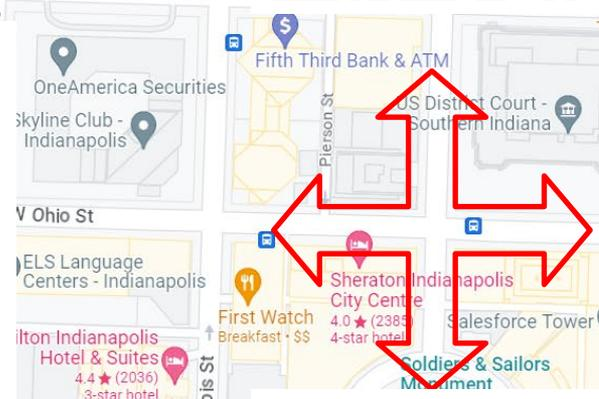 Fifth Third Bank & ATM
OneAmerica Securities
US District Court -
Southern Indiana
Skyline Club -
Indianapolis
Pierson St
W Ohio St
ELS Language
Centers - Indianapolis
Sheraton Indianapolis
City Centre
4.0★(2385)
4-star hotel
First Watch
Breakfast • $$
Salesforce Tower
ilton Indianapolis
Hotel & Suites
4.4★(2036)
3-star hotel
ois St
Soldiers & Sailors
Monument